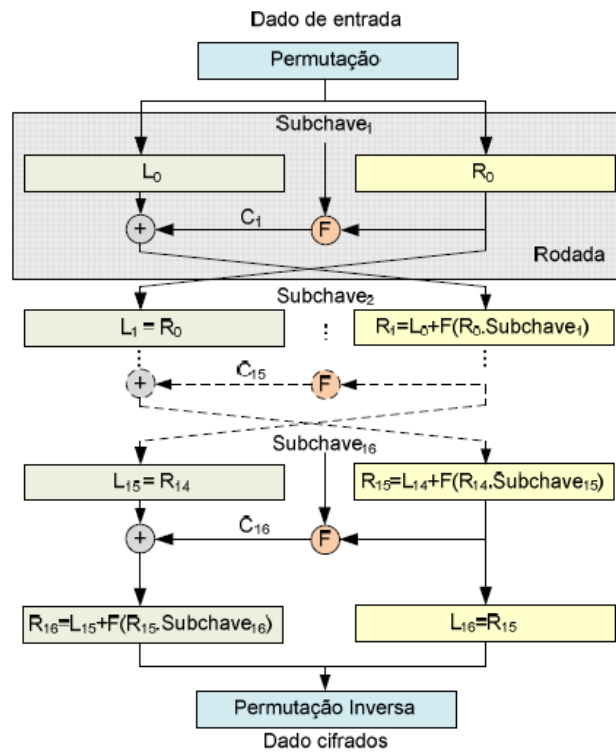 Dado de entrada
Permutação
Subchave₁
L₀
R₀
+
C₁
F
Rodada
Subchave₂
L₁ = R₀
R₁=L₀+F(R₀.Subchave₁)
+
C₁₅
F
Subchave₁₆
L₁₅= R₁₄
R₁₅=L₁₄+F(R₁₄.Subchave₁₅)
+
C₁₆
F
R₁₆=L₁₅+F(R₁₅.Subchave₁₆)
L₁₆=R₁₅
Permutação Inversa
Dado cifrados